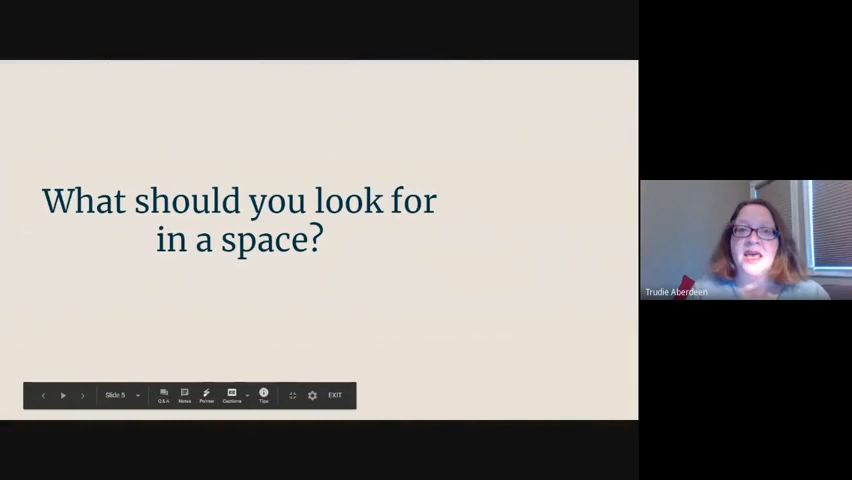 What should you look for
in a space?
Trudie Aberdeen
Slide 5
Q&A
Notes
Pointer
Captions
Tips
EXIT